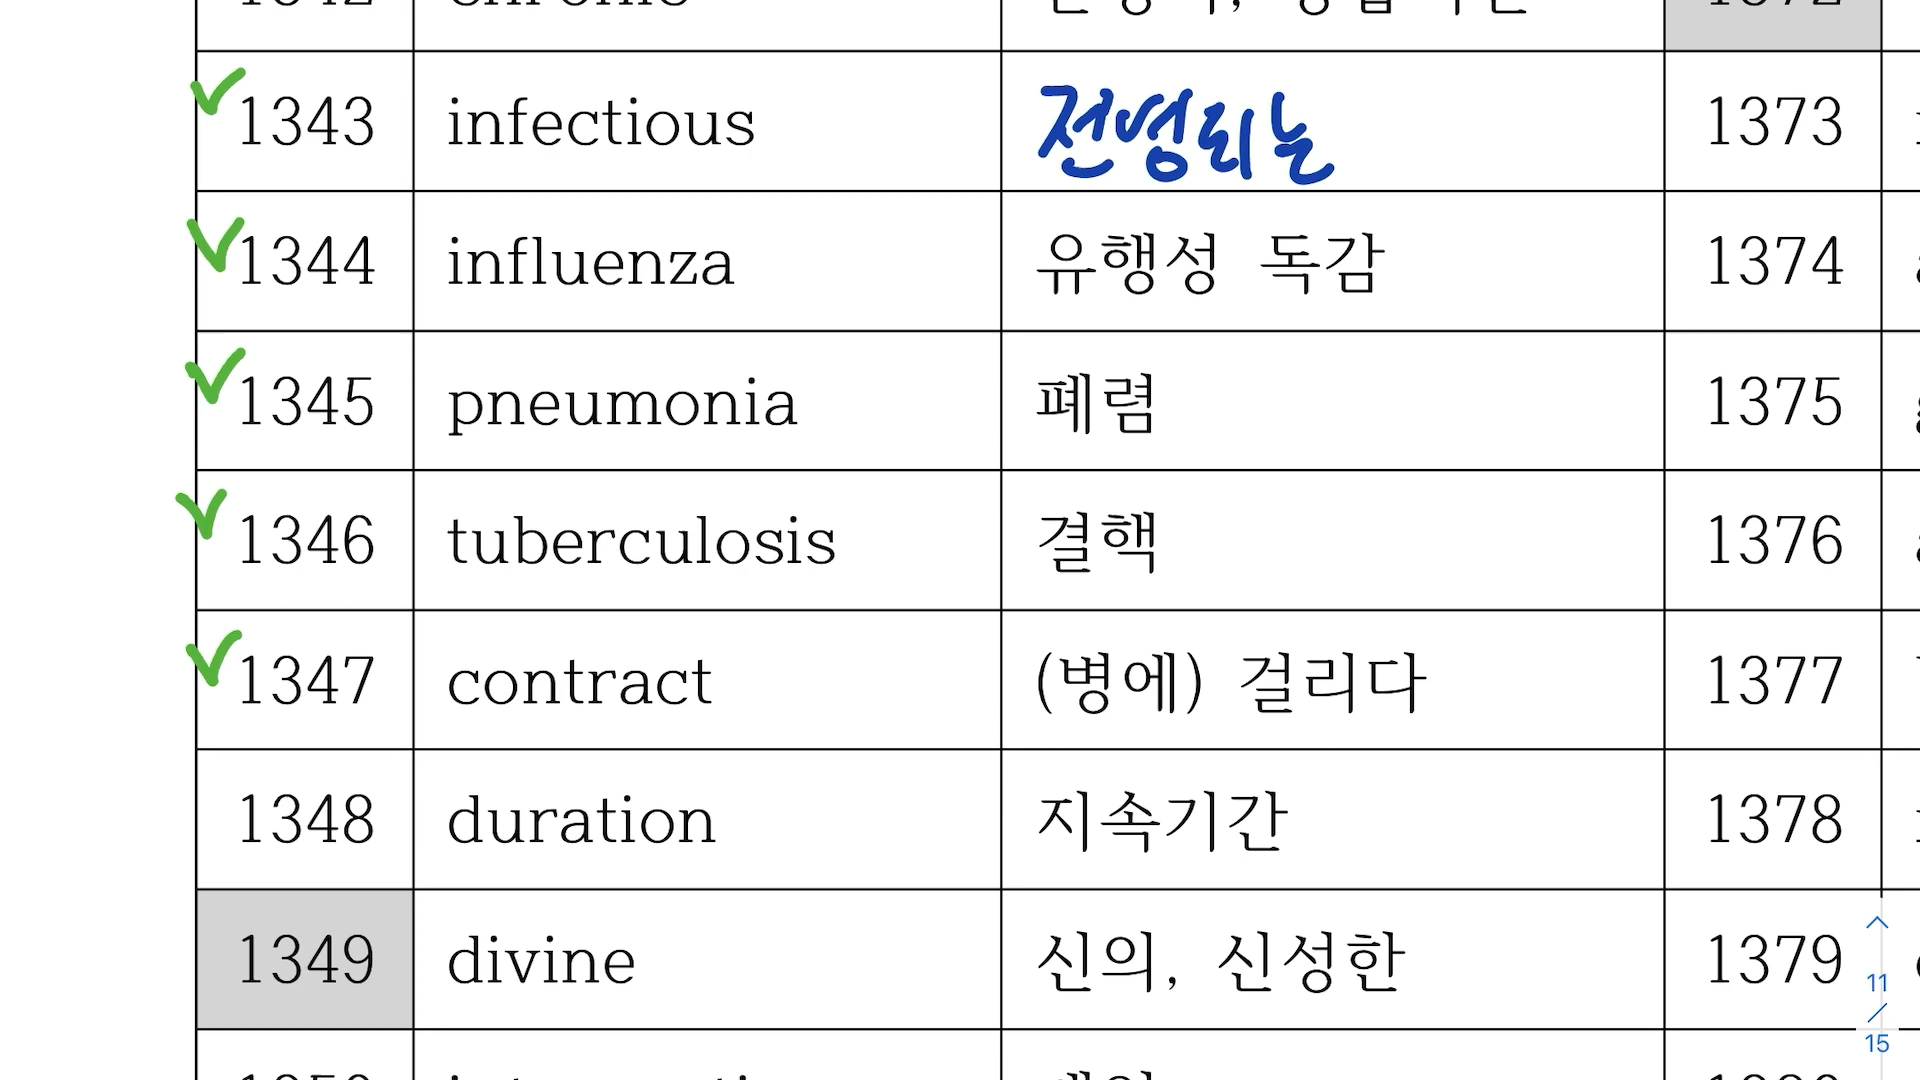 1343 infectious 전염되는 1373
1344 influenza 유행성 독감 1374
1345 pneumonia 폐렴 1375
1346 tuberculosis 결핵 1376
1347 contract (병에) 걸리다 1377
1348 duration 지속기간 1378
1349 divine 신의, 신성한 1379
11
/
15